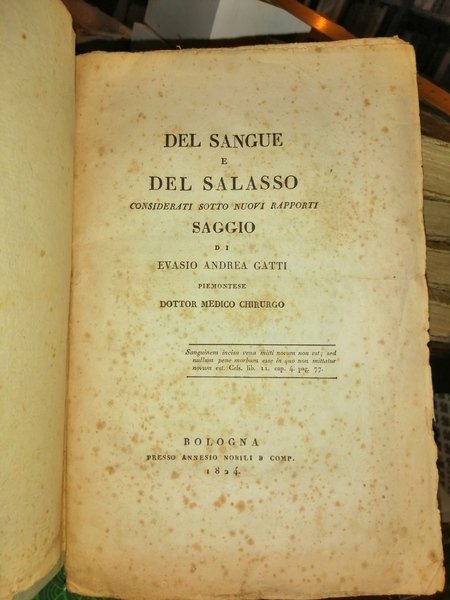 DEL SANGUE
E
DEL SALASSO
CONSIDERATI SOTTO NUOVI RAPPORTI
SAGGIO
DI
EVASIO ANDREA GATTI
PIEMONTESE
DOTTOR MEDICO CHIRURGO
Sanguinem incisa vena mitti novum non est; sed
nullum pene morbum esse in quo non mittatur
novum est. Cels. lib. 11. cap. 4. pag. 77.
BOLOGNA
PRESSO ANNESIO NOBILI E COMP.
1824.